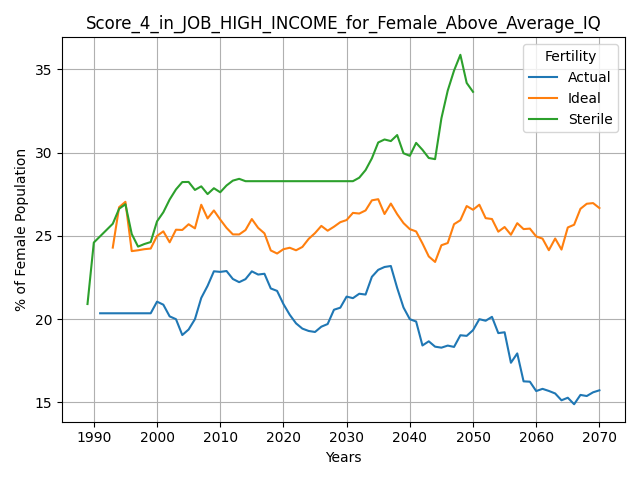 Score_4_in_JOB_HIGH_INCOME_for_Female_Above_Average_IQ
% of Female Population
35
30
25
20
15
Fertility
Actual
Ideal
Sterile
1990 2000 2010 2020 2030 2040 2050 2060 2070
Years